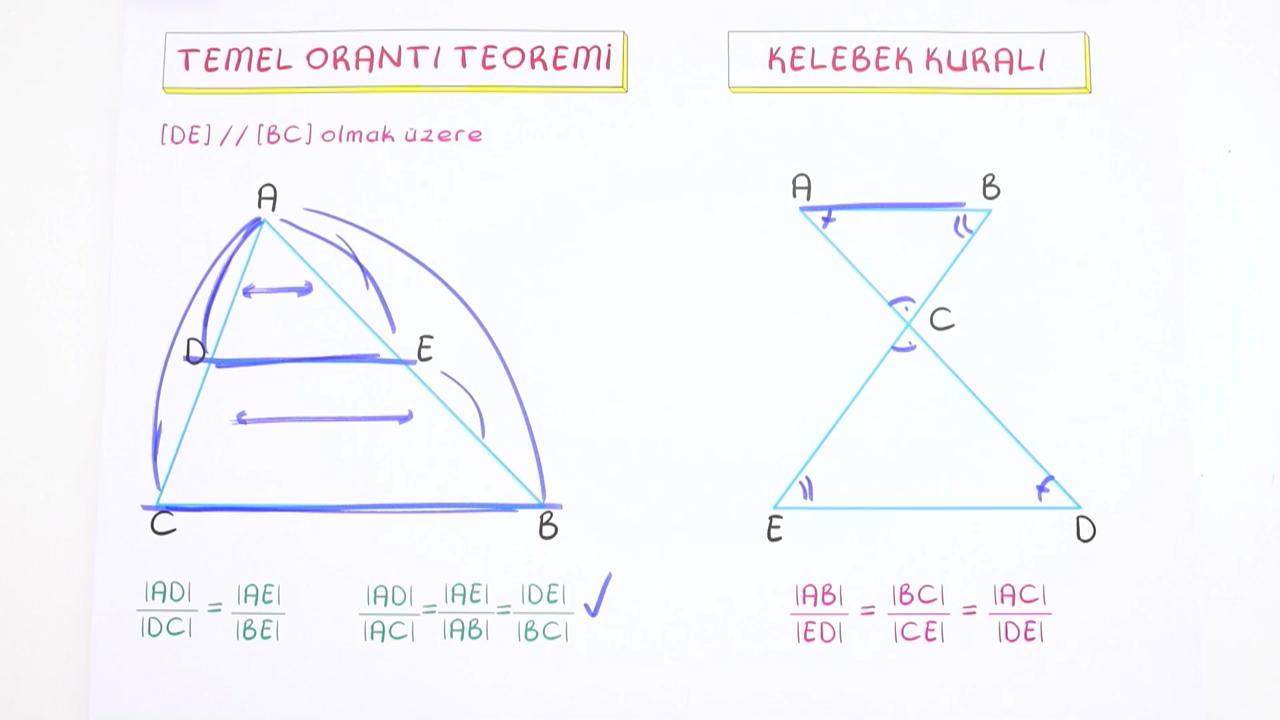 TEMEL ORANTI TEOREMİ
[DE] // [BC] olmak üzere
A
D
E
C
B
|AD| / |DC| = |AE| / |BE|
|AD| / |AC| = |AE| / |AB| = |DE| / |BC| ✓
KELEBEK KURALI
A
B
C
E
D
|AB| / |ED| = |BC| / |CE| = |AC| / |DE|